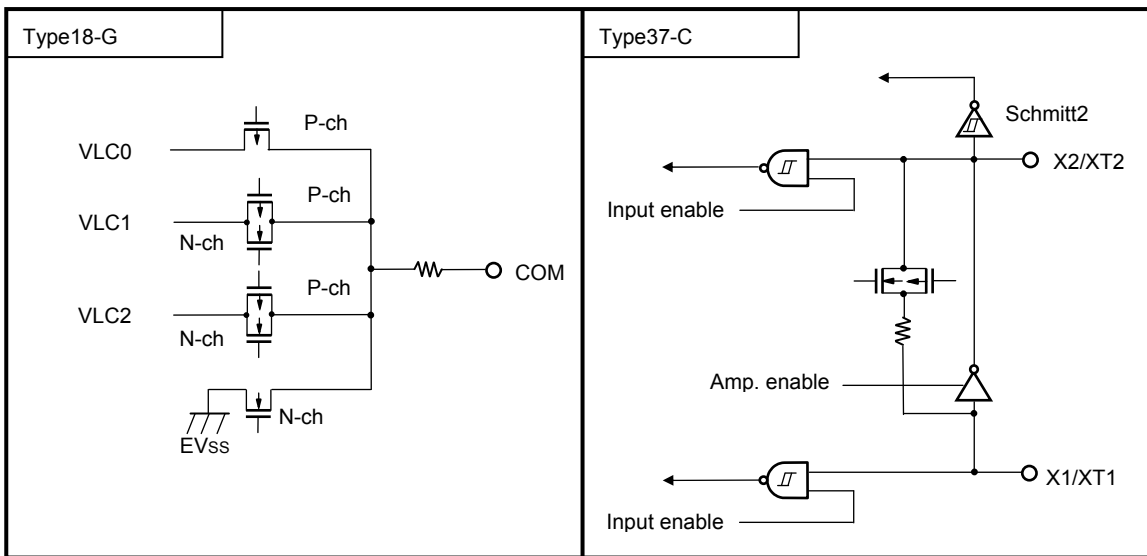 Type18-G
P-ch
VLC0
P-ch
VLC1
N-ch
P-ch
COM
VLC2
N-ch
N-ch
EVSS
Type37-C
Schmitt2
X2/XT2
Input enable
Amp. enable
X1/XT1
Input enable